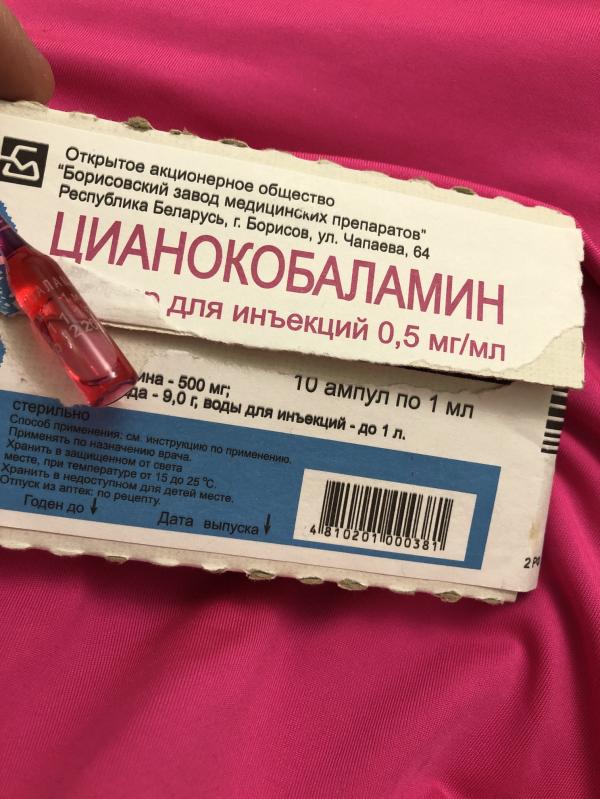 Открытое акционерное общество
"Борисовский завод медицинских препаратов"
Республика Беларусь, г. Борисов, ул. Чапаева, 64
ЦИАНОКОБАЛАМИН
для инъекций 0,5 мг/мл
10 ампул по 1 мл
- 500 мг;
- 9,0 г, воды для инъекций - до 1 л.
стерильно
Способ применения: см. инструкцию по применению.
Применять по назначению врача.
Хранить в защищенном от света
месте, при температуре от 15 до 25 °C.
Хранить в недоступном для детей месте.
Отпуск из аптек: по рецепту.
Годен до
Дата выпуска
4 810201 000381